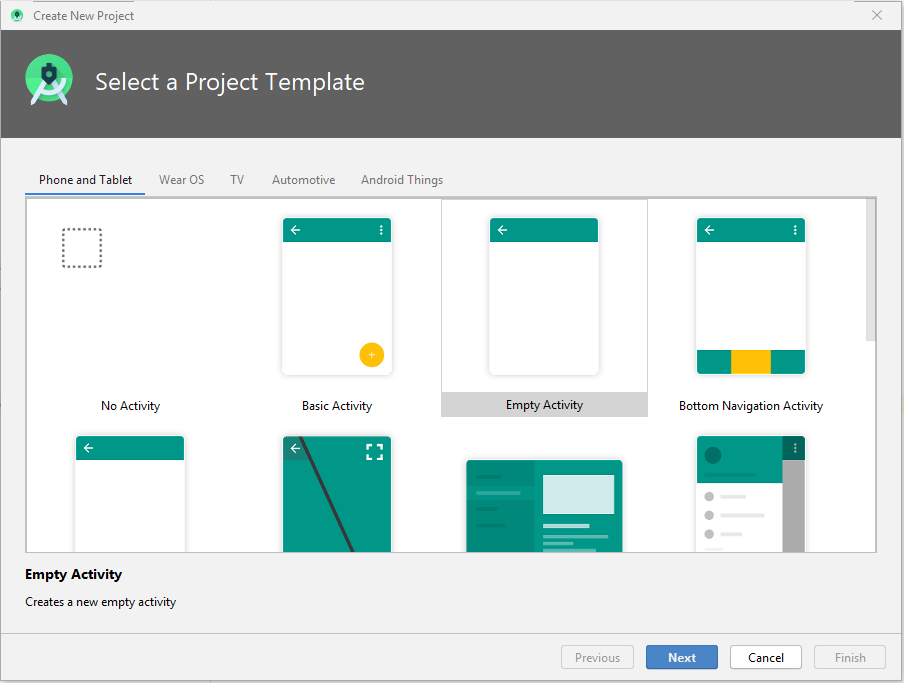 Create New Project
Select a Project Template
Phone and Tablet Wear OS TV Automotive Android Things
No Activity Basic Activity Empty Activity Bottom Navigation Activity
Empty Activity
Creates a new empty activity
Previous Next Cancel Finish